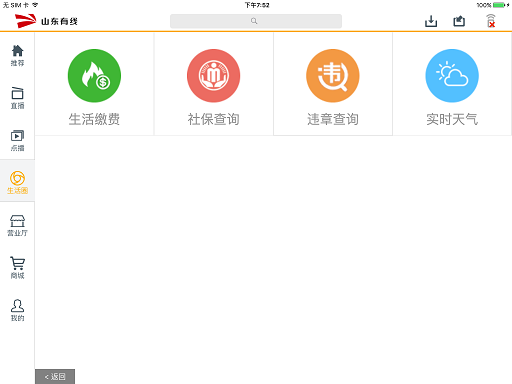 无 SIM 卡
下午7:52
100%
山东有线
推荐
直播
点播
生活圈
营业厅
商城
我的
生活缴费
社保查询
违章查询
实时天气
< 返回